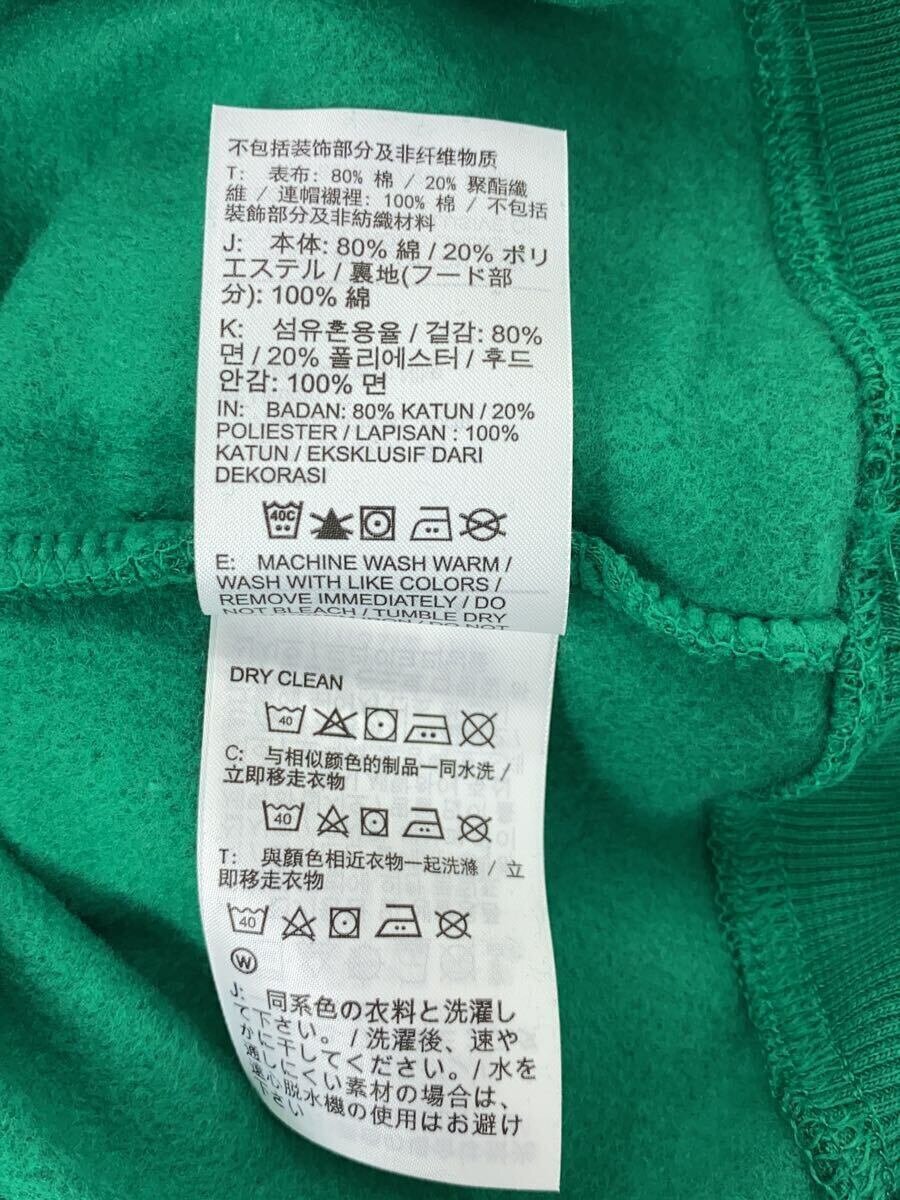 不包括装饰部分及非纤维物质
T: 表布: 80% 棉 / 20% 聚酯纖
維 / 連帽襯裡: 100% 棉 / 不包括
裝飾部分及非紡織材料
J: 本体: 80% 綿 / 20% ポリ
エステル / 裏地(フード部
分): 100% 綿
K: 섬유혼용율 / 겉감: 80%
면 / 20% 폴리에스터 / 후드
안감: 100% 면
IN: BADAN: 80% KATUN / 20%
POLIESTER / LAPISAN : 100%
KATUN / EKSKLUSIF DARI
DEKORASI
40C
E: MACHINE WASH WARM /
WASH WITH LIKE COLORS /
REMOVE IMMEDIATELY / DO
NOT BLEACH / TUMBLE DRY
DRY CLEAN
40
C: 与相似颜色的制品一同水洗 /
立即移走衣物
40
T: 與顏色相近衣物一起洗滌 / 立
即移走衣物
40
W
J: 同系色の衣料と洗濯し
て下さい。 / 洗濯後、速や
かに干してください。 / 水を
通しにくい素材の場合は、
遠心脱水機の使用はお避け
下さい